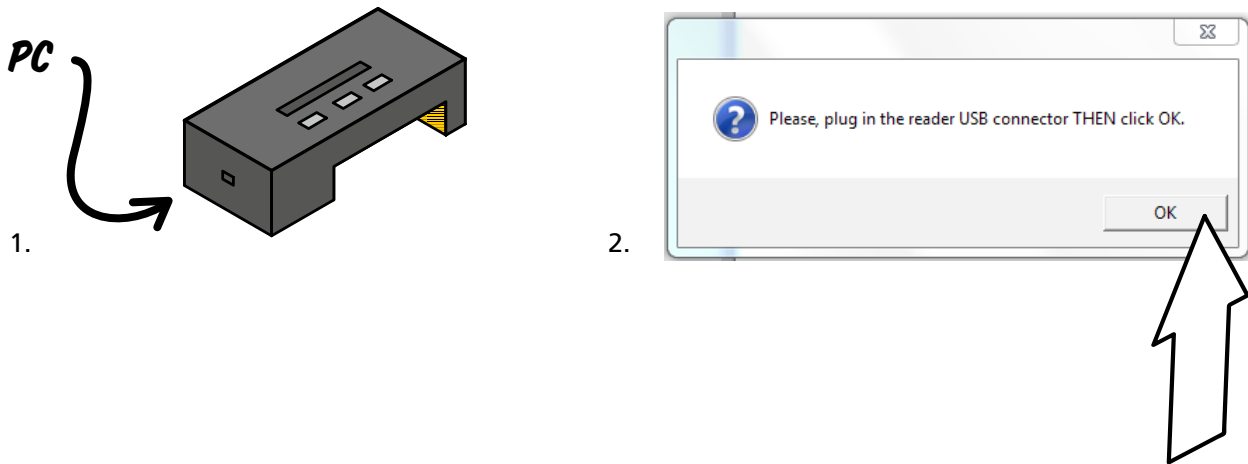 PC
1.
2.
Please, plug in the reader USB connector THEN click OK.
OK